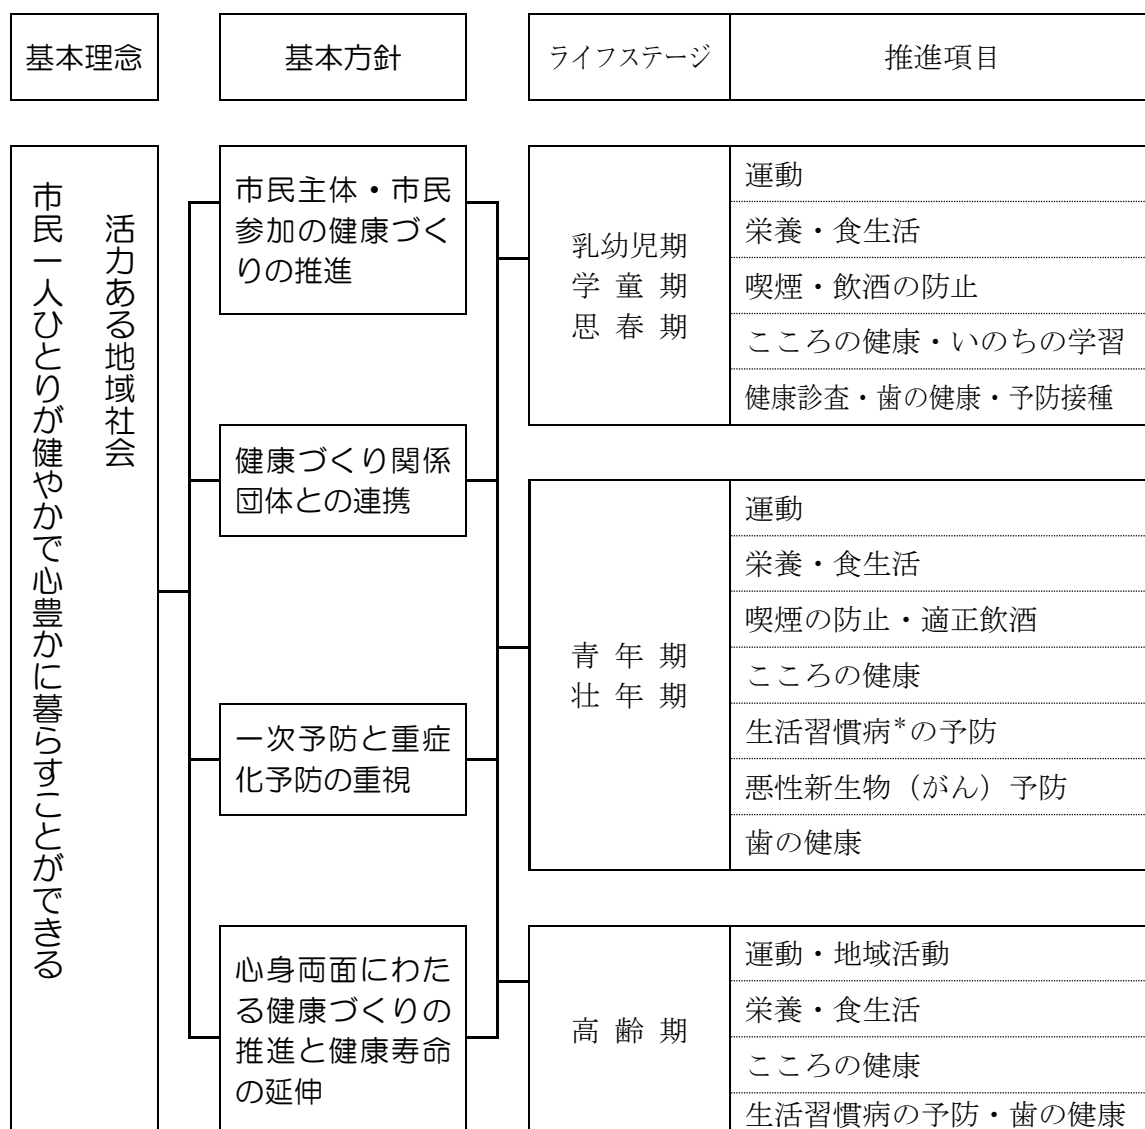 基本理念
基本方針
ライフステージ
推進項目
市民一人ひとりが健やかで心豊かに暮らすことができる
活力ある地域社会
市民主体・市民
参加の健康づく
りの推進
健康づくり関係
団体との連携
一次予防と重症
化予防の重視
心身両面にわた
る健康づくりの
推進と健康寿命
の延伸
乳幼児期
学童期
思春期
運動
栄養・食生活
喫煙・飲酒の防止
こころの健康・いのちの学習
健康診査・歯の健康・予防接種
青年期
壮年期
運動
栄養・食生活
喫煙の防止・適正飲酒
こころの健康
生活習慣病*の予防
悪性新生物（がん）予防
歯の健康
高齢期
運動・地域活動
栄養・食生活
こころの健康
生活習慣病の予防・歯の健康